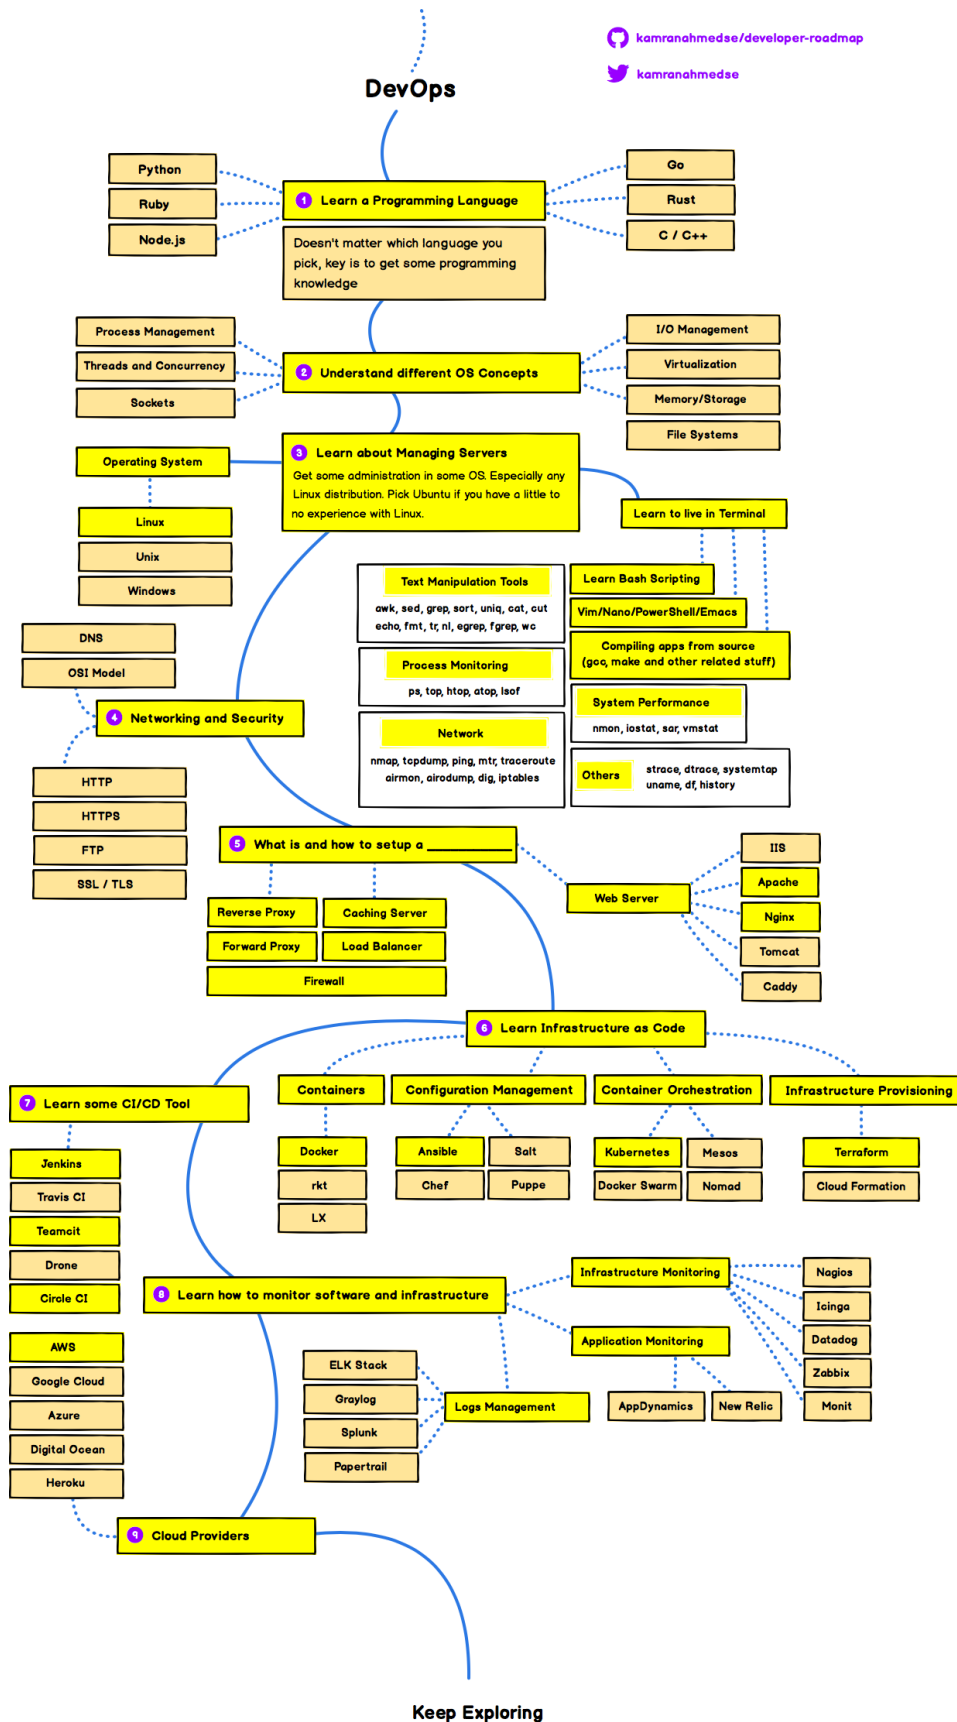 kamranahmedse/developer-roadmap
kamranahmedse
DevOps
Python
Ruby
Node.js
1 Learn a Programming Language
Doesn't matter which language you
pick, key is to get some programming
knowledge
Go
Rust
C / C++
Process Management
Threads and Concurrency
Sockets
2 Understand different OS Concepts
I/O Management
Virtualization
Memory/Storage
File Systems
3 Learn about Managing Servers
Get some administration in some OS. Especially any
Linux distribution. Pick Ubuntu if you have a little to
no experience with Linux.
Operating System
Linux
Unix
Windows
Learn to live in Terminal
Learn Bash Scripting
Vim/Nano/PowerShell/Emacs
Compiling apps from source
(gcc, make and other related stuff)
Text Manipulation Tools
awk, sed, grep, sort, uniq, cat, cut
echo, fmt, tr, nl, egrep, fgrep, wc
Process Monitoring
ps, top, htop, atop, lsof
System Performance
nmon, iostat, sar, vmstat
Network
nmap, tcpdump, ping, mtr, traceroute
airmon, airodump, dig, iptables
Others
strace, dtrace, systemtap
uname, df, history
DNS
OSI Model
4 Networking and Security
HTTP
HTTPS
FTP
SSL / TLS
5 What is and how to setup a ____________
Reverse Proxy
Caching Server
Forward Proxy
Load Balancer
Firewall
Web Server
IIS
Apache
Nginx
Tomcat
Caddy
6 Learn Infrastructure as Code
Containers
Docker
rkt
LX
Configuration Management
Ansible
Salt
Chef
Puppe
Container Orchestration
Kubernetes
Mesos
Docker Swarm
Nomad
Infrastructure Provisioning
Terraform
Cloud Formation
7 Learn some CI/CD Tool
Jenkins
Travis CI
Teamcit
Drone
Circle CI
8 Learn how to monitor software and infrastructure
Infrastructure Monitoring
Nagios
Icinga
Datadog
Zabbix
Monit
Application Monitoring
AppDynamics
New Relic
Logs Management
ELK Stack
Graylog
Splunk
Papertrail
AWS
Google Cloud
Azure
Digital Ocean
Heroku
9 Cloud Providers
Keep Exploring